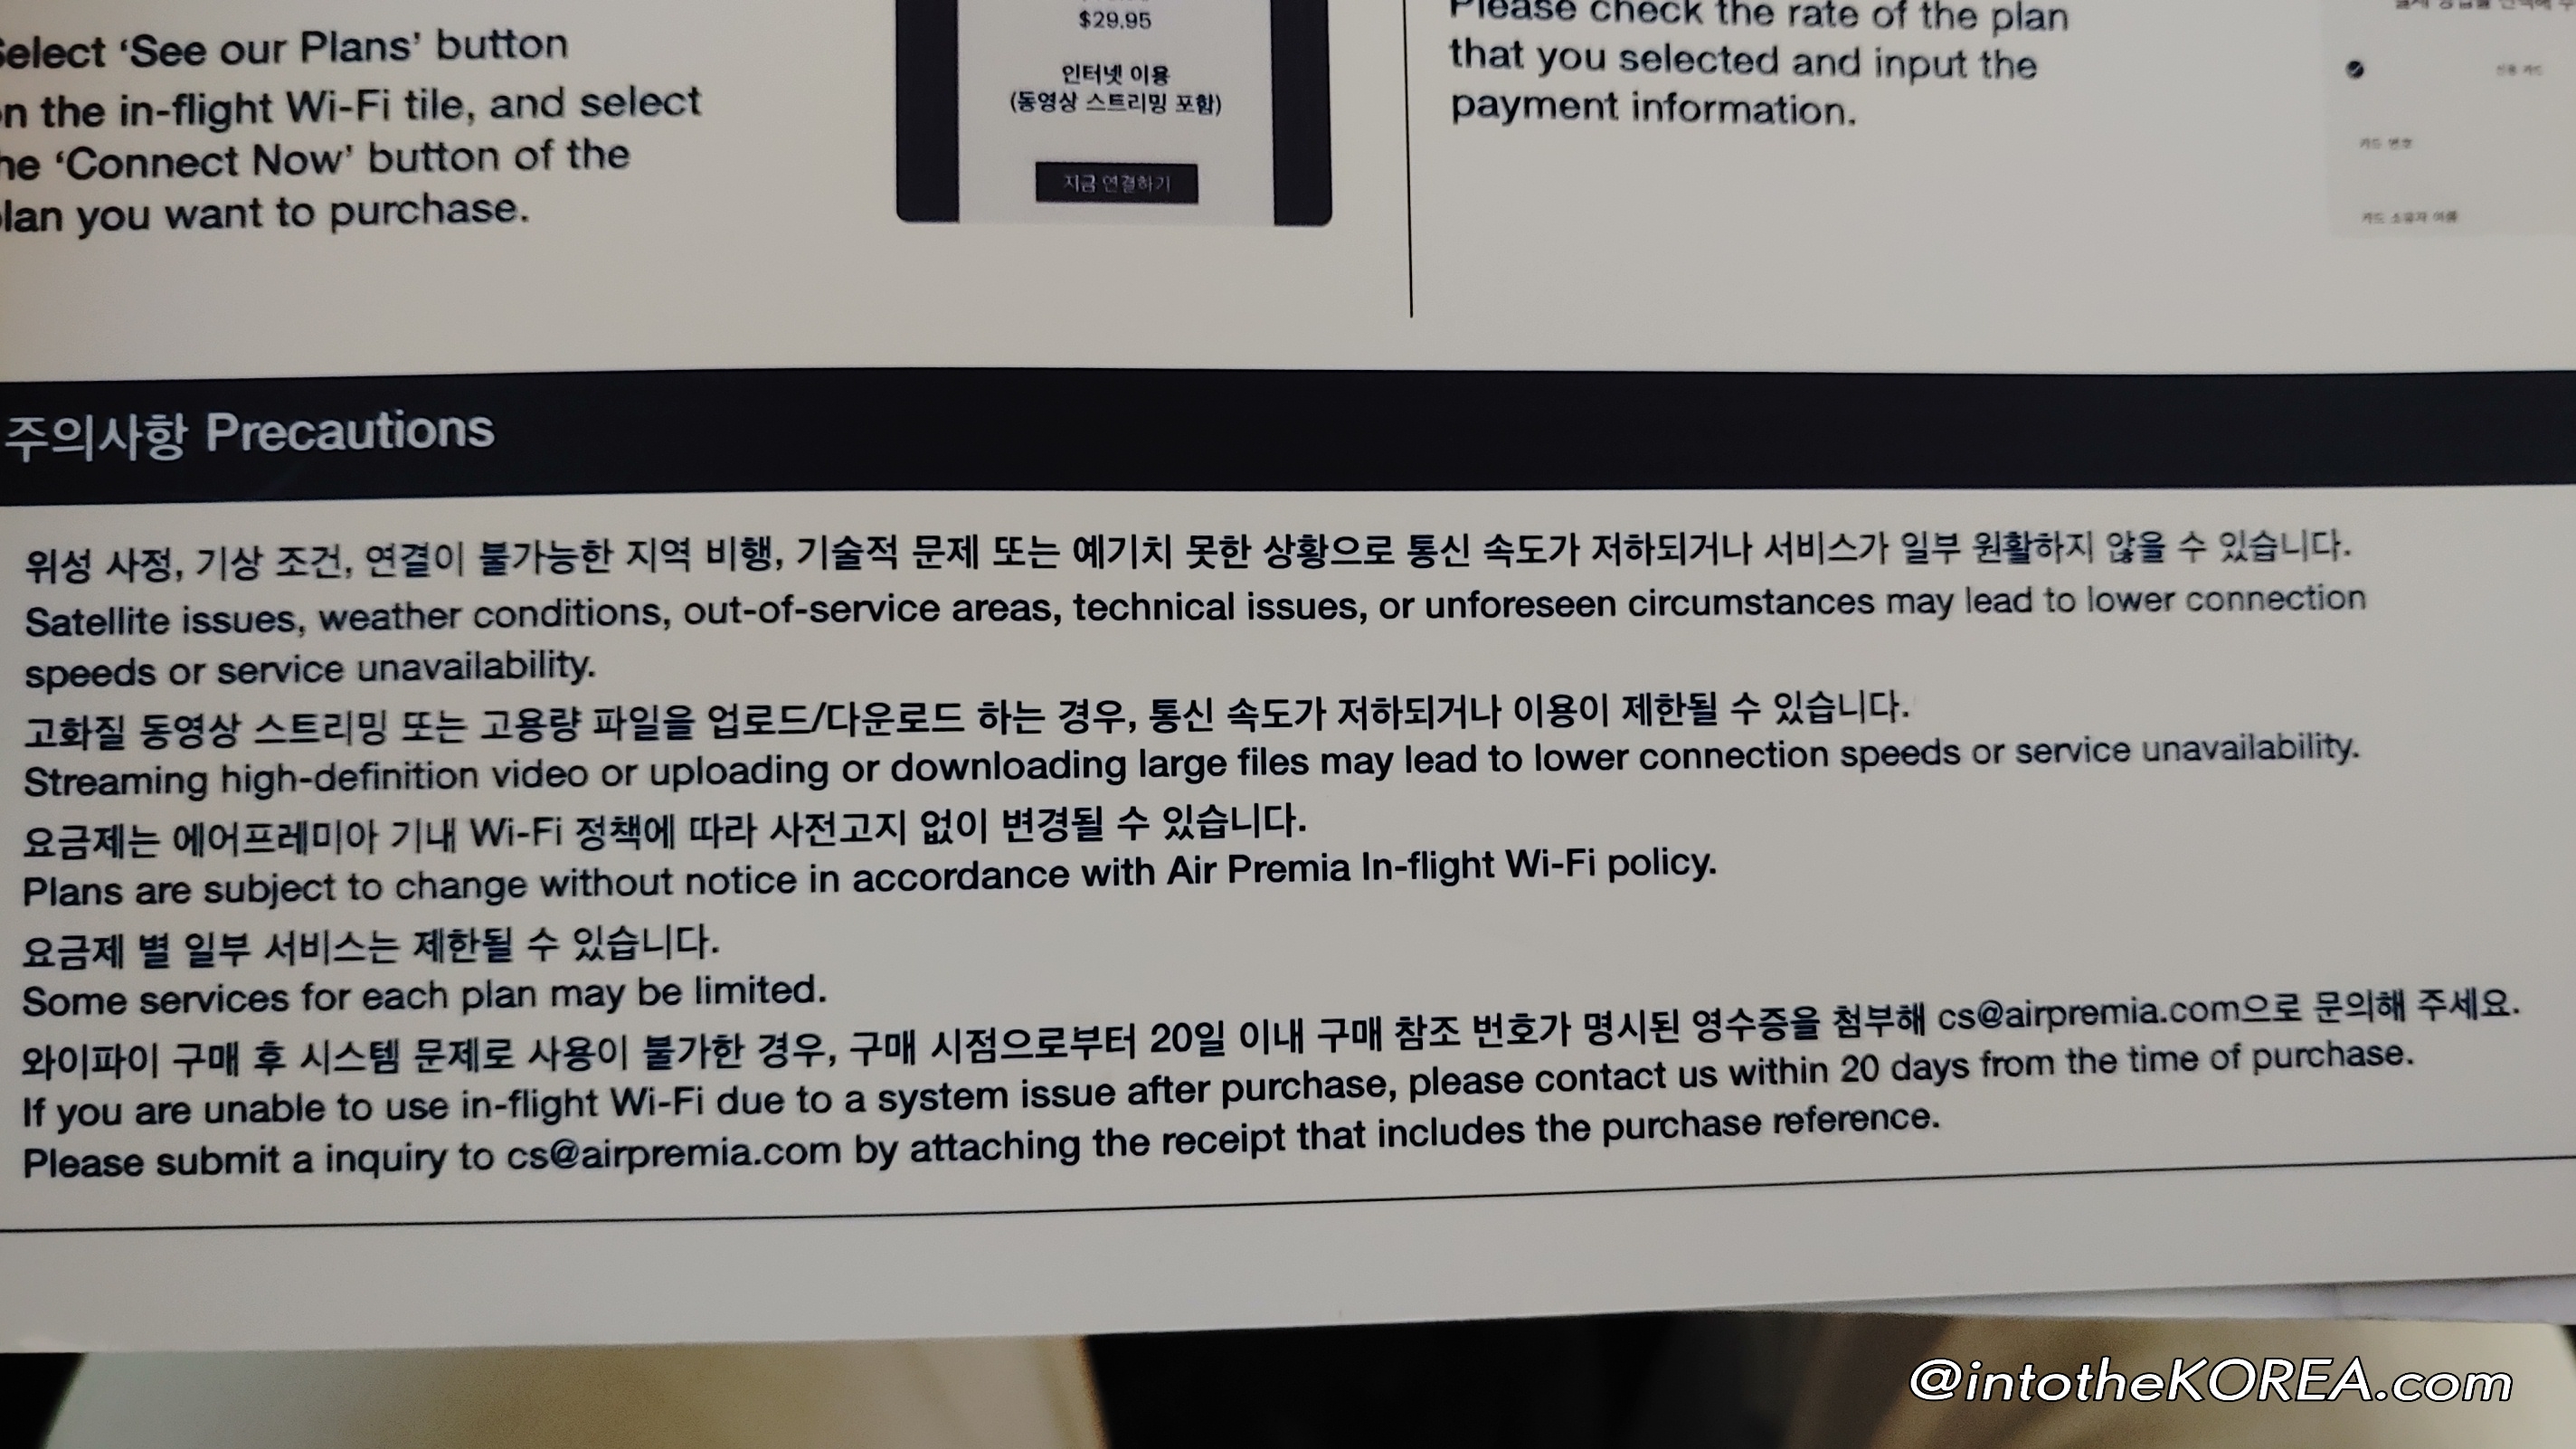 Select ‘See our Plans’ button
on the in-flight Wi-Fi tile, and select
the ‘Connect Now’ button of the
plan you want to purchase.
$29.95
인터넷 이용
(동영상 스트리밍 포함)
지금 연결하기
Please check the rate of the plan
that you selected and input the
payment information.
신용 카드
카드 번호
카드 소유자 이름
주의사항 Precautions
위성 사정, 기상 조건, 연결이 불가능한 지역 비행, 기술적 문제 또는 예기치 못한 상황으로 통신 속도가 저하되거나 서비스가 일부 원활하지 않을 수 있습니다.
Satellite issues, weather conditions, out-of-service areas, technical issues, or unforeseen circumstances may lead to lower connection
speeds or service unavailability.
고화질 동영상 스트리밍 또는 고용량 파일을 업로드/다운로드 하는 경우, 통신 속도가 저하되거나 이용이 제한될 수 있습니다.
Streaming high-definition video or uploading or downloading large files may lead to lower connection speeds or service unavailability.
요금제는 에어프레미아 기내 Wi-Fi 정책에 따라 사전고지 없이 변경될 수 있습니다.
Plans are subject to change without notice in accordance with Air Premia In-flight Wi-Fi policy.
요금제 별 일부 서비스는 제한될 수 있습니다.
Some services for each plan may be limited.
와이파이 구매 후 시스템 문제로 사용이 불가한 경우, 구매 시점으로부터 20일 이내 구매 참조 번호가 명시된 영수증을 첨부해 cs@airpremia.com으로 문의해 주세요.
If you are unable to use in-flight Wi-Fi due to a system issue after purchase, please contact us within 20 days from the time of purchase.
Please submit a inquiry to cs@airpremia.com by attaching the receipt that includes the purchase reference.
@intotheKOREA.com